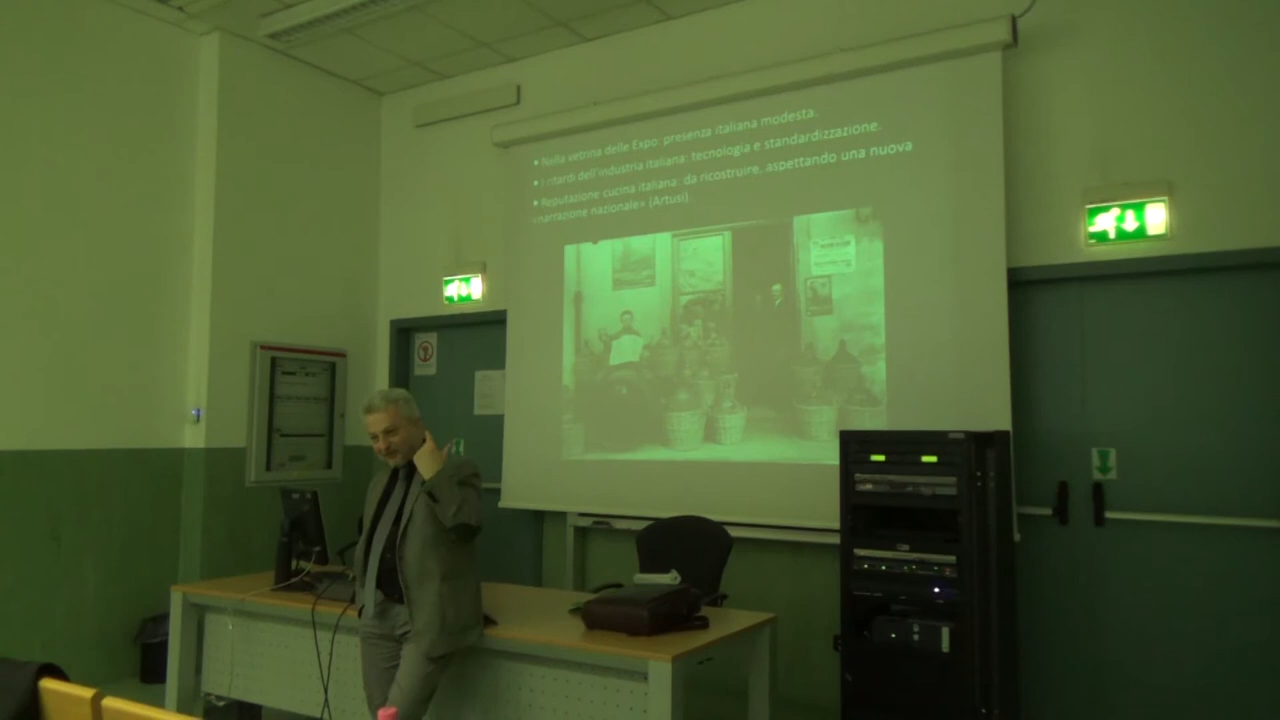 • Nella vetrina delle Expo: presenza italiana modesta.
• I ritardi dell'industria italiana: tecnologia e standardizzazione.
• Reputazione cucina italiana: da ricostruire, aspettando una nuova
«narrazione nazionale» (Artusi)